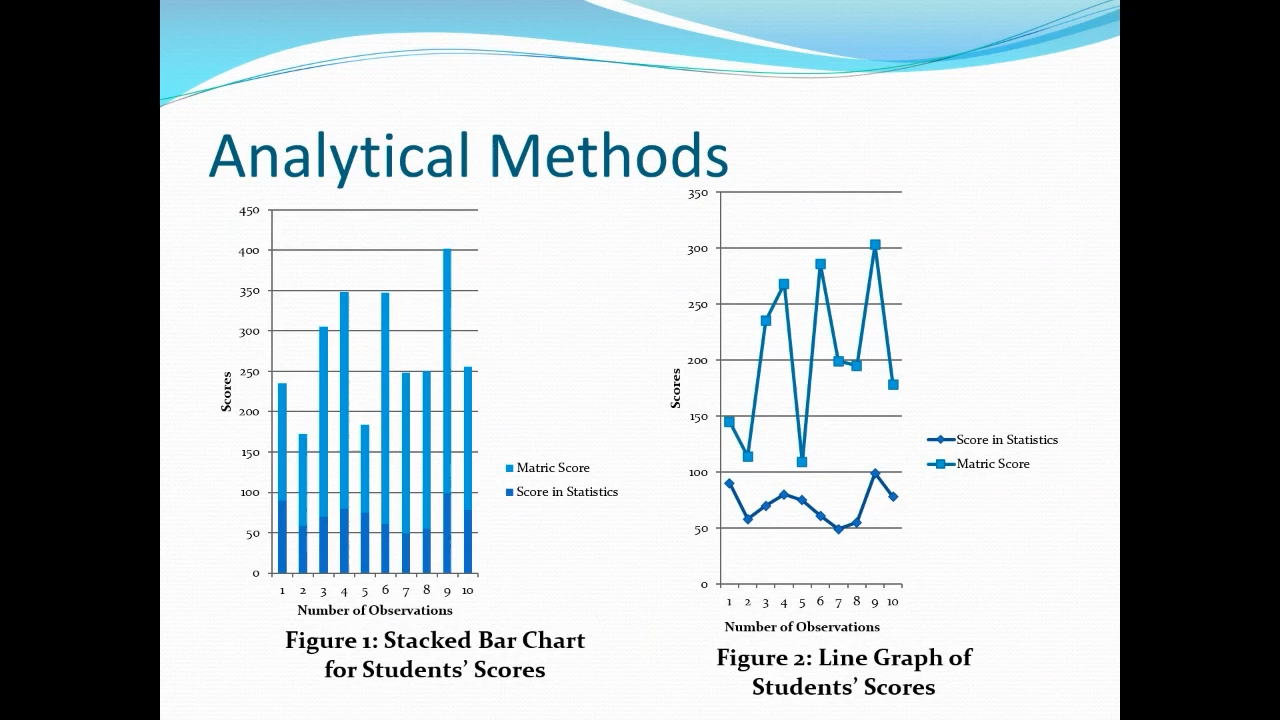 Analytical Methods
450
400
350
300
250
200
150
100
50
0
Scores
1 2 3 4 5 6 7 8 9 10
Number of Observations
Matric Score
Score in Statistics
Figure 1: Stacked Bar Chart
for Students’ Scores
350
300
250
200
150
100
50
0
Scores
1 2 3 4 5 6 7 8 9 10
Number of Observations
Score in Statistics
Matric Score
Figure 2: Line Graph of
Students’ Scores